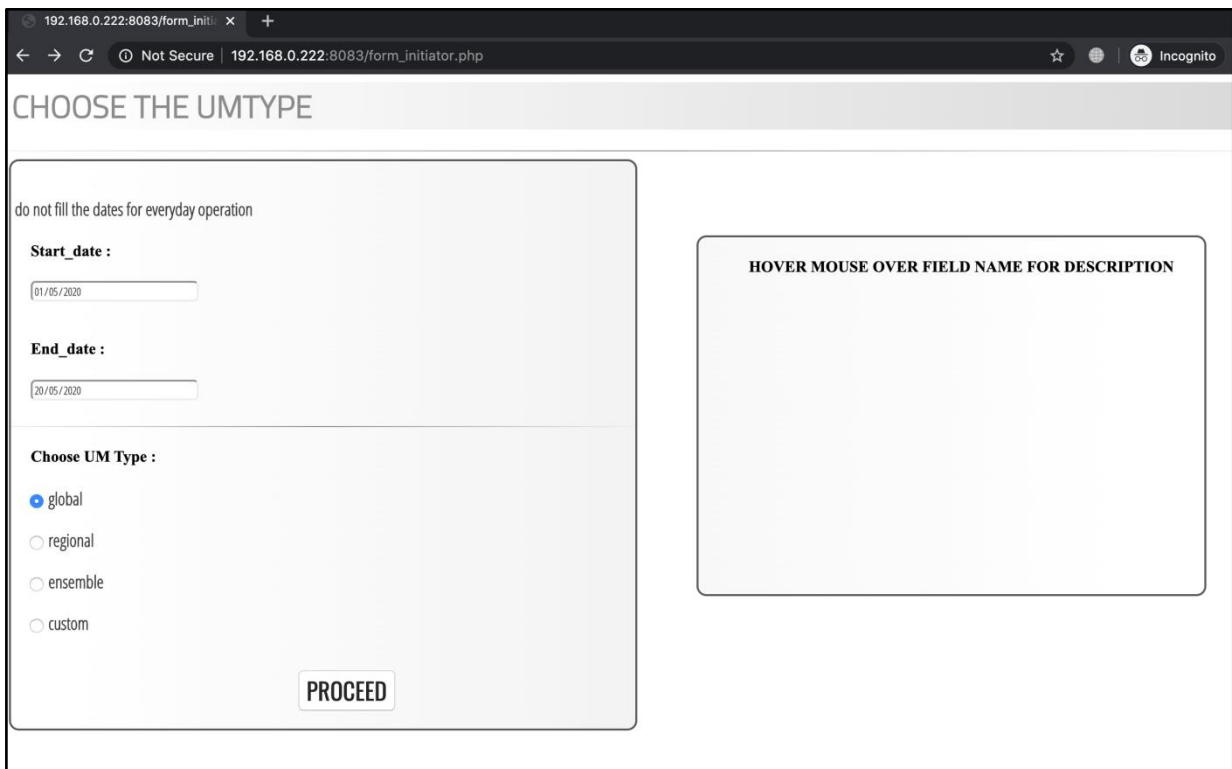 192.168.0.222:8083/form_initi
Not Secure | 192.168.0.222:8083/form_initiator.php
Incognito
CHOOSE THE UMTYPE
do not fill the dates for everyday operation
Start_date :
01/05/2020
End_date :
20/05/2020
Choose UM Type :
global
regional
ensemble
custom
PROCEED
HOVER MOUSE OVER FIELD NAME FOR DESCRIPTION